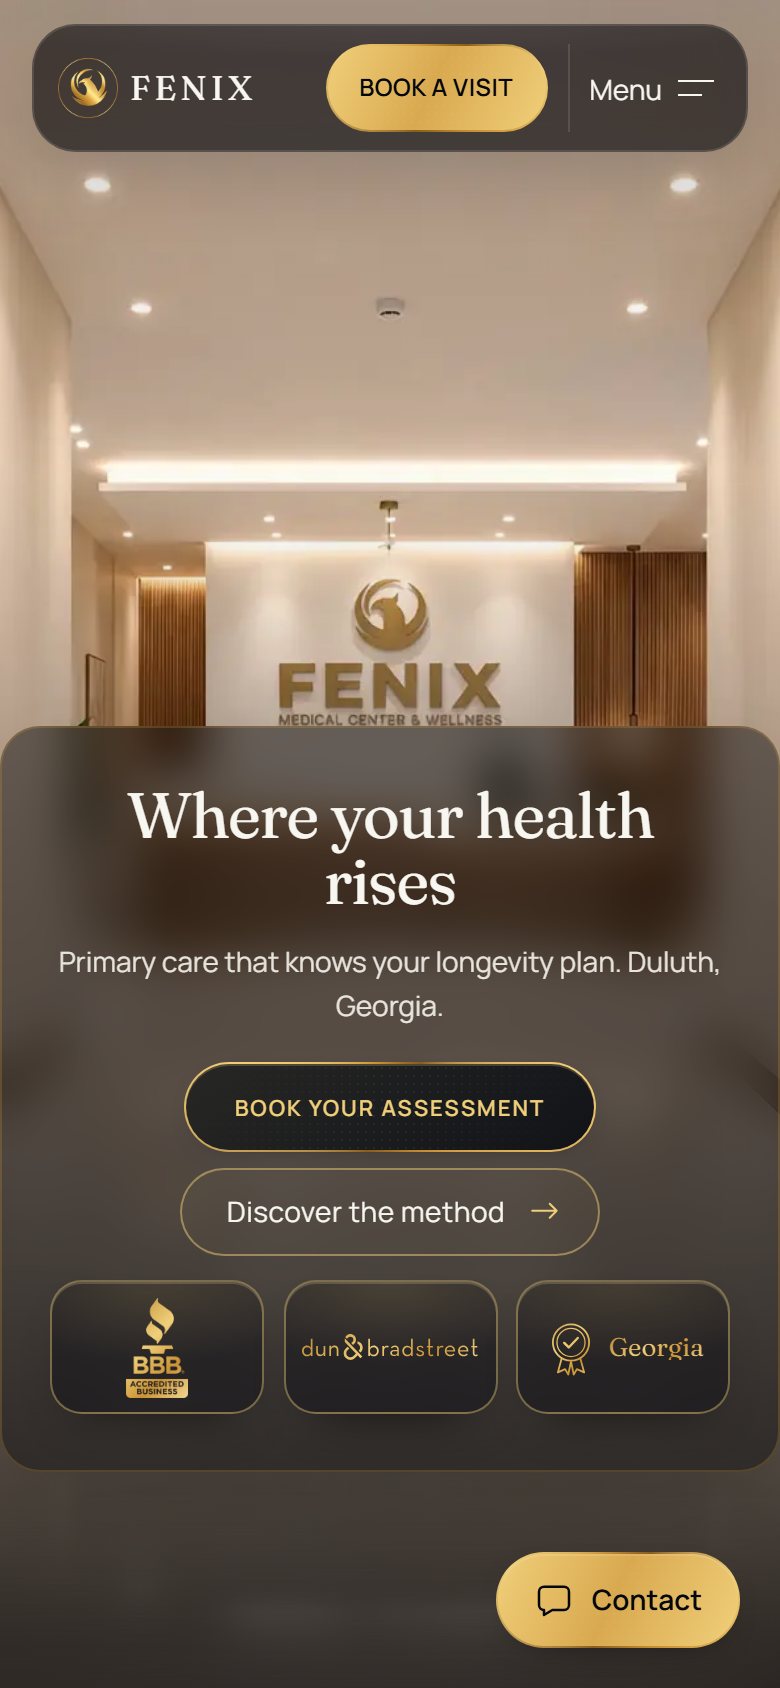 FENIX
BOOK A VISIT
Menu
FENIX
MEDICAL CENTER & WELLNESS
Where your health
rises
Primary care that knows your longevity plan. Duluth,
Georgia.
BOOK YOUR ASSESSMENT
Discover the method
BBB
ACCREDITED
BUSINESS
dun & bradstreet
Georgia
Contact